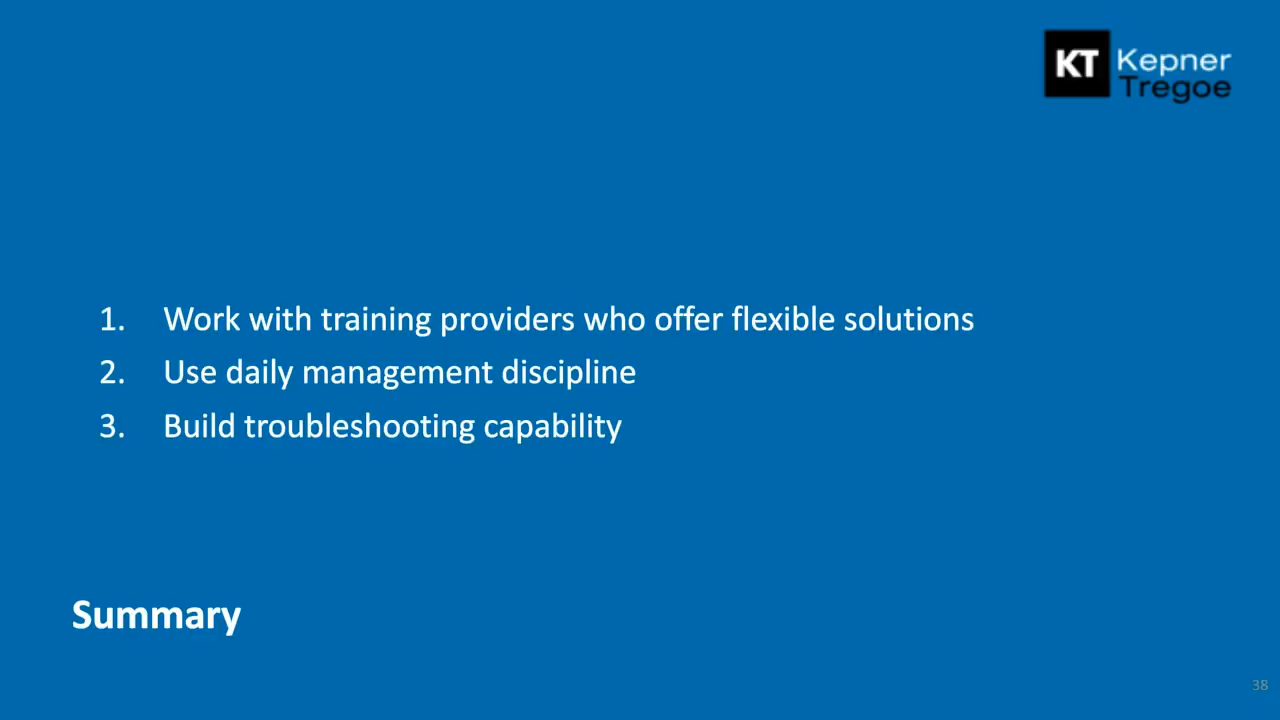 KT Kepner
Tregoe
1. Work with training providers who offer flexible solutions
2. Use daily management discipline
3. Build troubleshooting capability
Summary
38